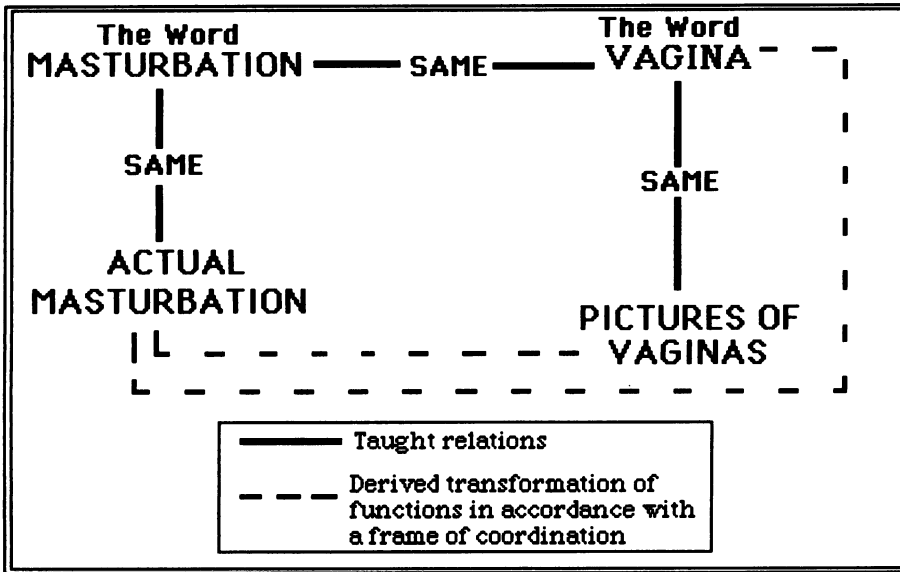 The Word
MASTURBATION
SAME
The Word
VAGINA
SAME
SAME
ACTUAL
MASTURBATION
PICTURES OF
VAGINAS
Taught relations
Derived transformation of
functions in accordance with
a frame of coordination